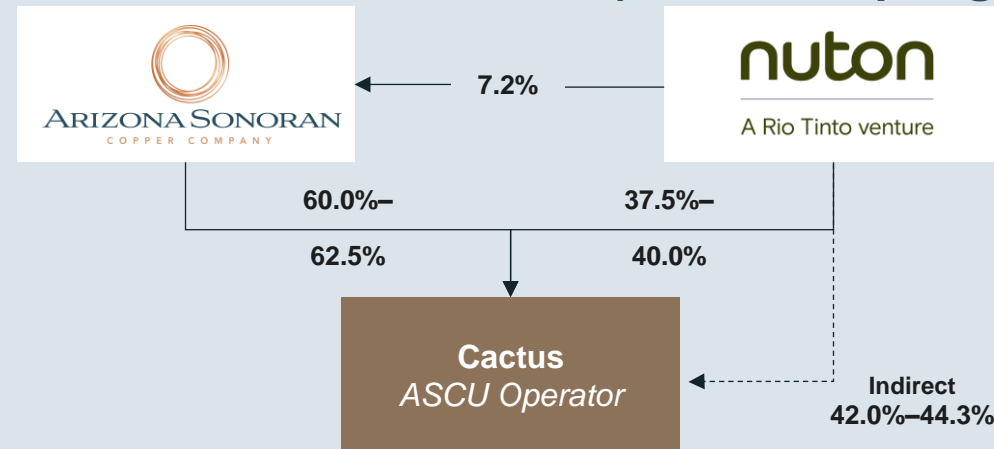 ARIZONA SONORAN
COPPER COMPANY
7.2%
nuton
A Rio Tinto venture
60.0%–
62.5%
37.5%–
40.0%
Cactus
ASCU Operator
Indirect
42.0%–44.3%